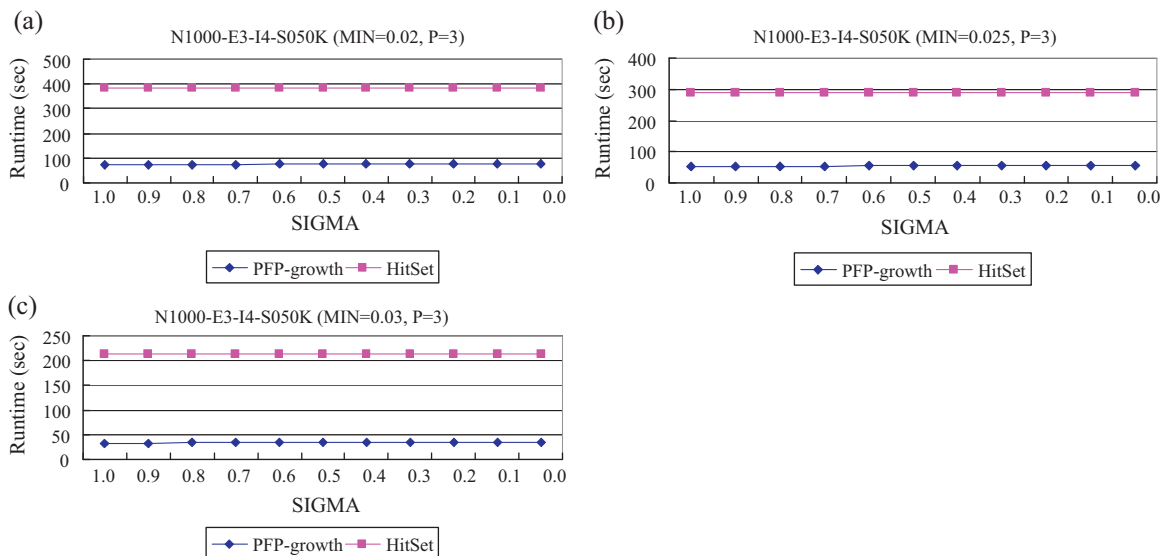 (a)
N1000-E3-I4-S050K (MIN=0.02, P=3)
Runtime (sec)
500
400
300
200
100
0
1.0 0.9 0.8 0.7 0.6 0.5 0.4 0.3 0.2 0.1 0.0
SIGMA
PFP-growth HitSet
(b)
N1000-E3-I4-S050K (MIN=0.025, P=3)
Runtime (sec)
400
300
200
100
0
1.0 0.9 0.8 0.7 0.6 0.5 0.4 0.3 0.2 0.1 0.0
SIGMA
PFP-growth HitSet
(c)
N1000-E3-I4-S050K (MIN=0.03, P=3)
Runtime (sec)
250
200
150
100
50
0
1.0 0.9 0.8 0.7 0.6 0.5 0.4 0.3 0.2 0.1 0.0
SIGMA
PFP-growth HitSet